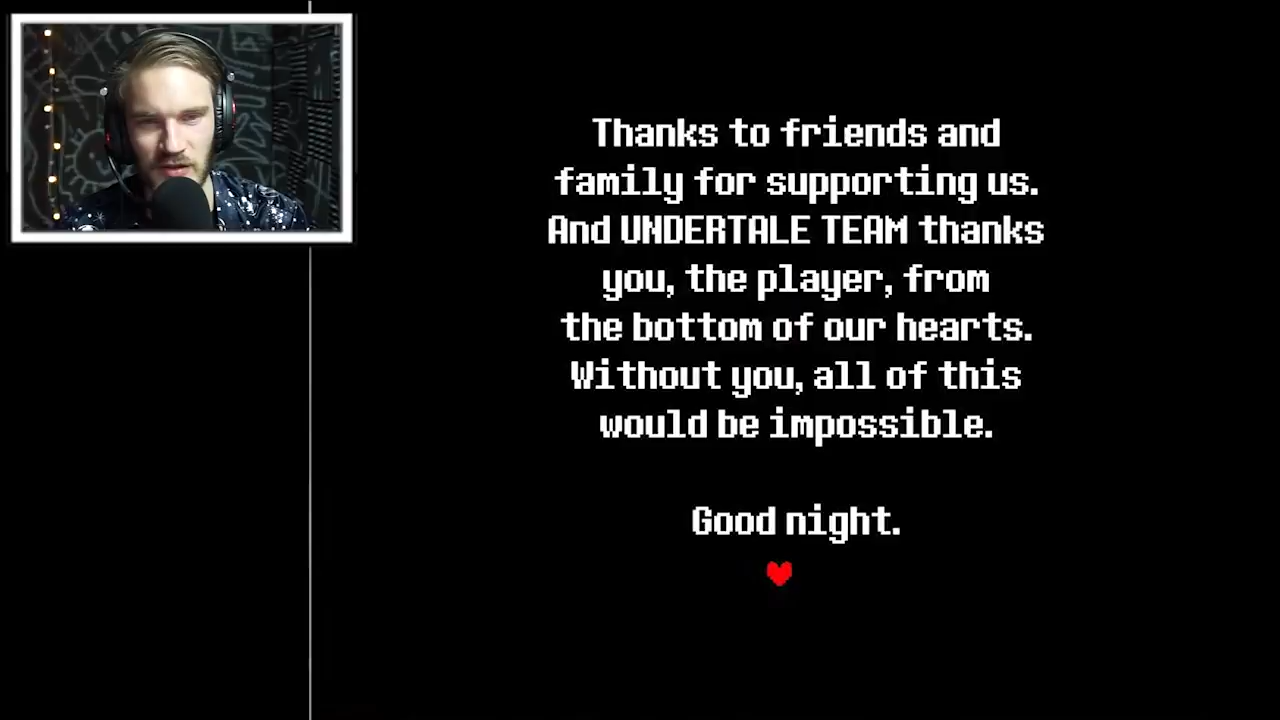 Thanks to friends and
family for supporting us.
And UNDERTALE TEAM thanks
you, the player, from
the bottom of our hearts.
Without you, all of this
would be impossible.
Good night.